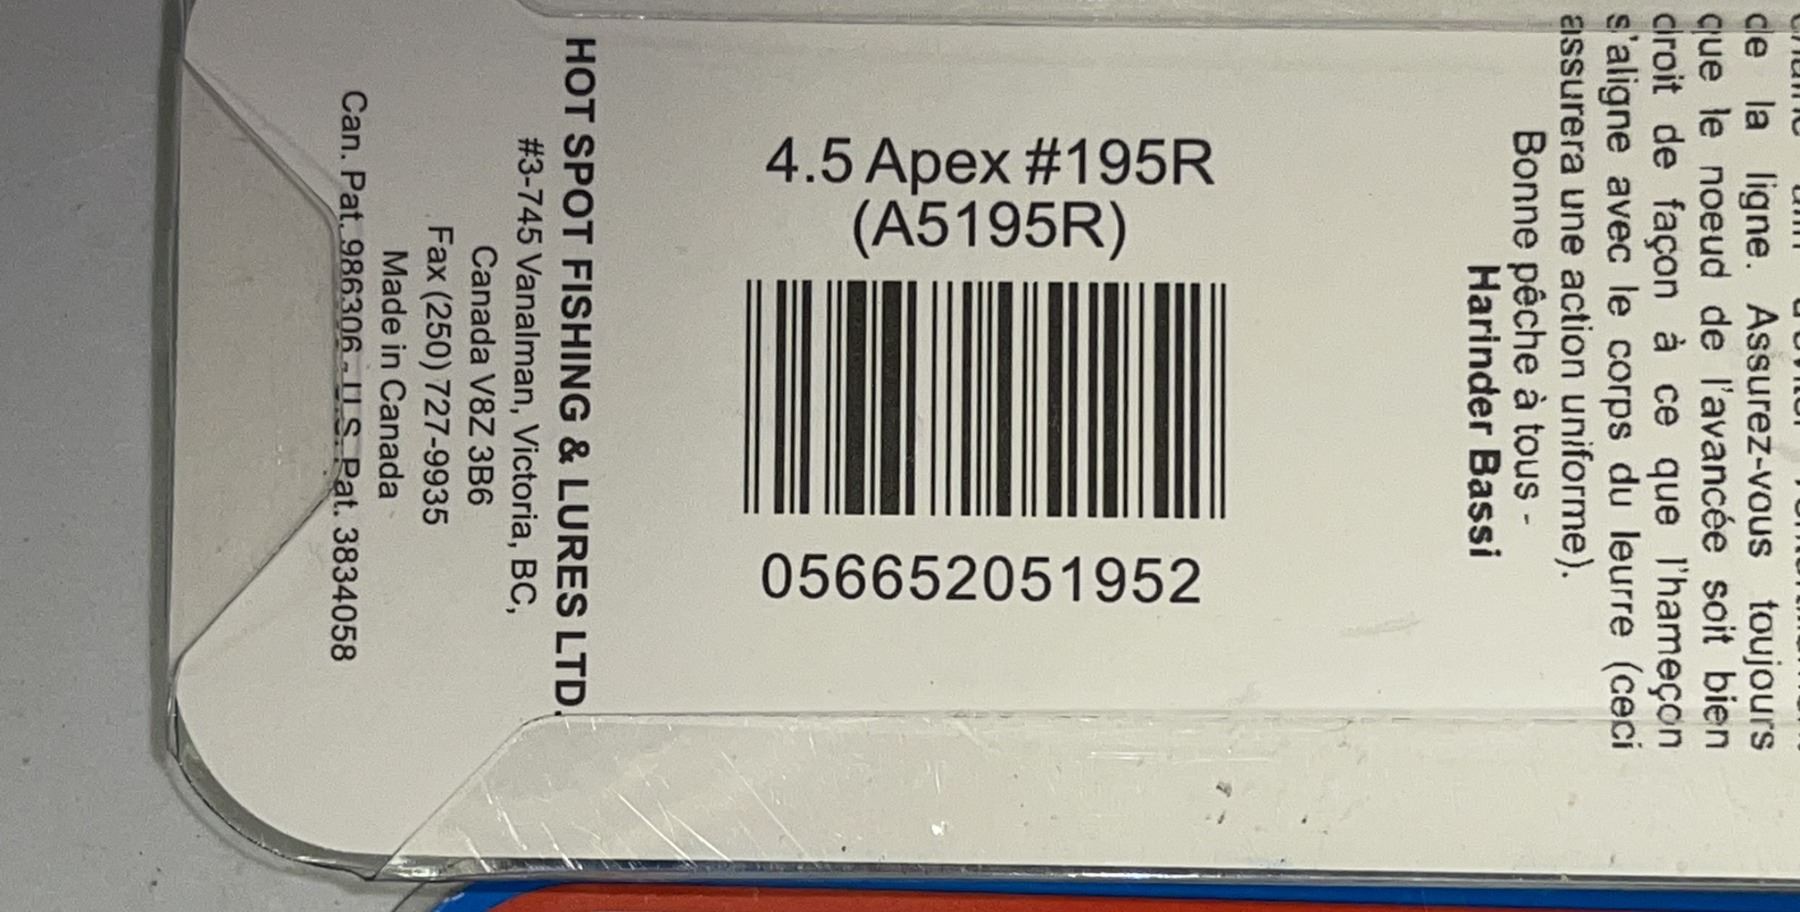 de la ligne. Assurez-vous toujours
que le noeud de l'avancée soit bien
droit de façon à ce que l'hameçon
s'aligne avec le corps du leurre (ceci
assurera une action uniforme).
Bonne pêche à tous -
Harinder Bassi
4.5 Apex #195R
(A5195R)
056652051952
HOT SPOT FISHING & LURES LTD.
#3-745 Vanalman, Victoria, BC,
Canada V8Z 3B6
Fax (250) 727-9935
Made in Canada
Can. Pat. 986306 - U.S. Pat. 3834058